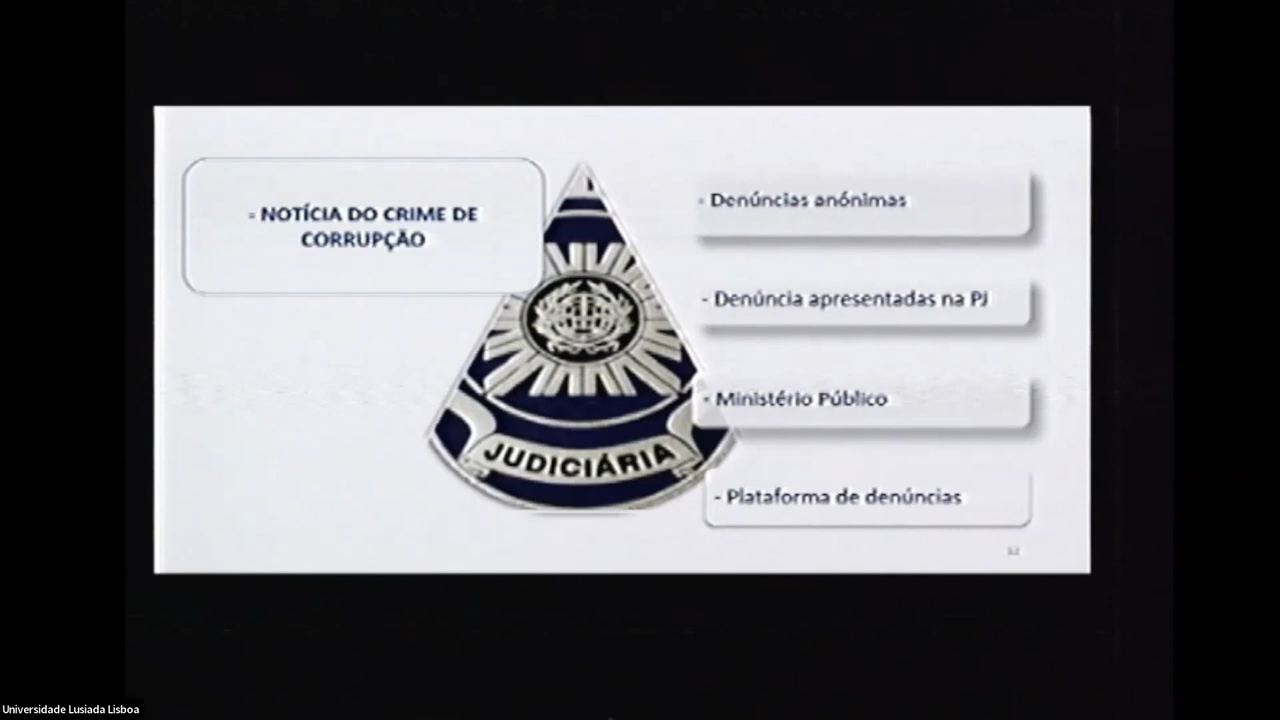 - NOTÍCIA DO CRIME DE
CORRUPÇÃO
- Denúncias anónimas
- Denúncia apresentadas na PJ
- Ministério Público
- Plataforma de denúncias
JUDICIÁRIA
Universidade Lusiada Lisboa